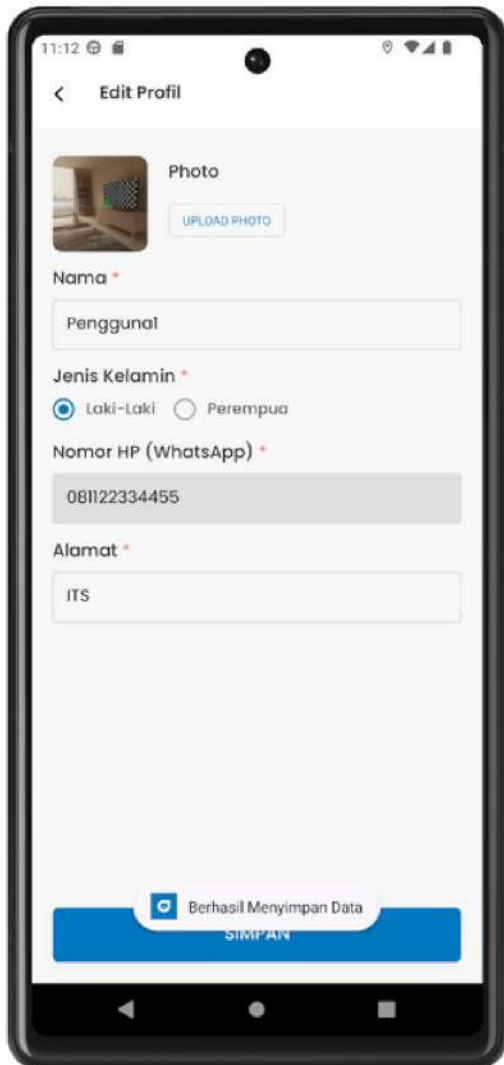 11:12
Edit Profil
Photo
UPLOAD PHOTO
Nama *
Pengguna1
Jenis Kelamin *
Laki-Laki Perempua
Nomor HP (WhatsApp) *
081122334455
Alamat *
ITS
Berhasil Menyimpan Data
SIMPAN